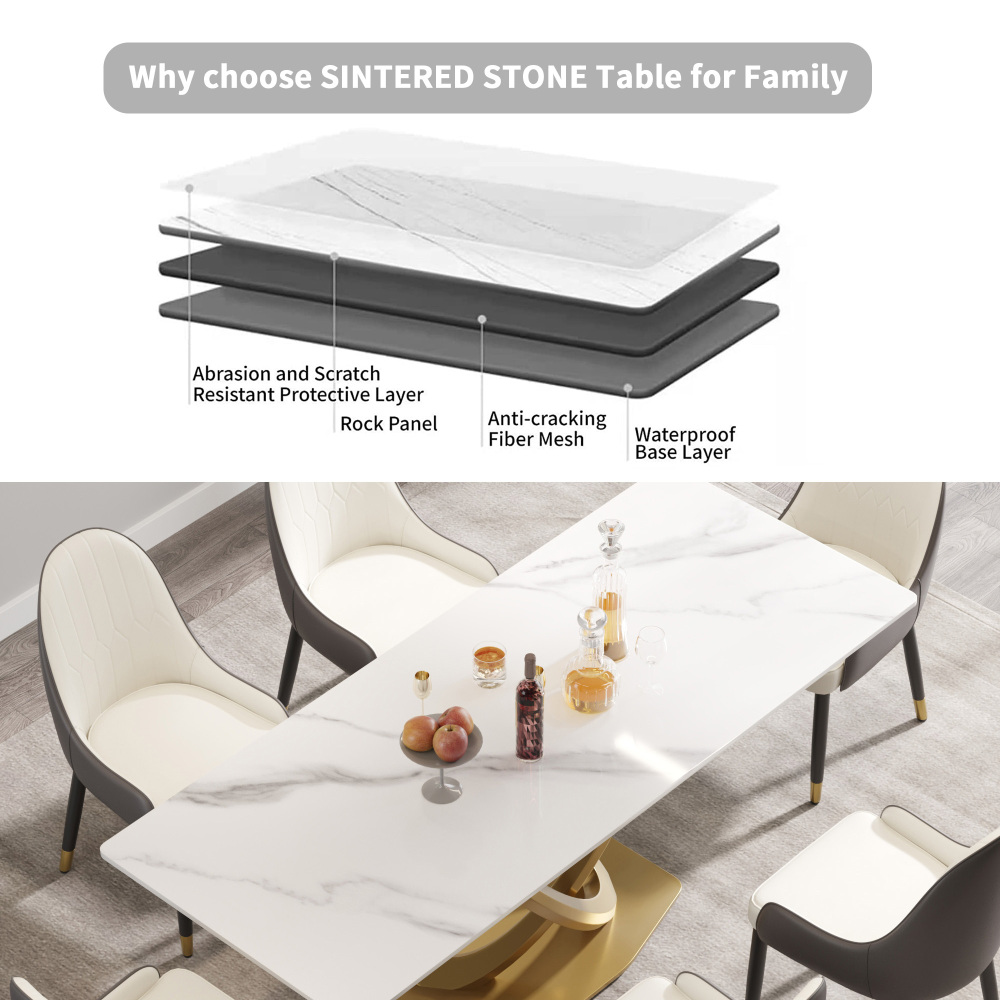 Why choose SINTERED STONE Table for Family
Abrasion and Scratch
Resistant Protective Layer
Rock Panel
Anti-cracking
Fiber Mesh
Waterproof
Base Layer